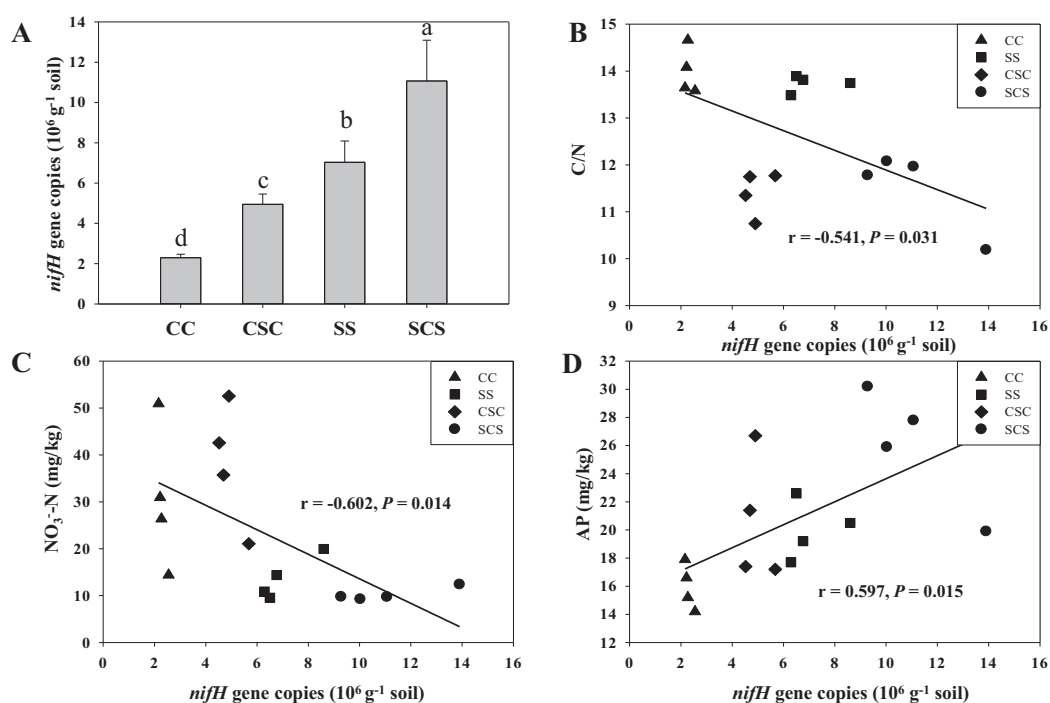 A
nifH gene copies (10⁶ g⁻¹ soil)
14
12
10
8
6
4
2
0
d
c
b
a
CC CSC SS SCS
B
C/N
15
14
13
12
11
10
9
CC
SS
CSC
SCS
r = -0.541, P = 0.031
0 2 4 6 8 10 12 14 16
nifH gene copies (10⁶ g⁻¹ soil)
C
NO₃⁻-N (mg/kg)
60
50
40
30
20
10
0
CC
SS
CSC
SCS
r = -0.602, P = 0.014
0 2 4 6 8 10 12 14 16
nifH gene copies (10⁶ g⁻¹ soil)
D
AP (mg/kg)
32
30
28
26
24
22
20
18
16
14
12
CC
SS
CSC
SCS
r = 0.597, P = 0.015
0 2 4 6 8 10 12 14 16
nifH gene copies (10⁶ g⁻¹ soil)